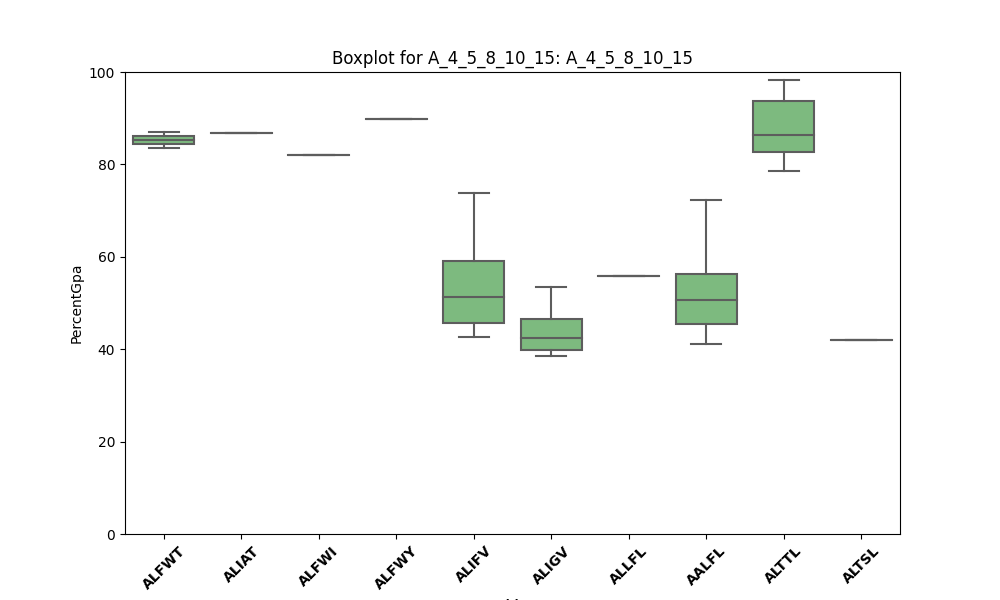 Boxplot for A_4_5_8_10_15: A_4_5_8_10_15
100
80
60
40
20
0
PercentGpa
ALFWT
ALIAT
ALFWI
ALFWY
ALIFV
ALIGV
ALLFL
AALFL
ALTTL
ALTSL